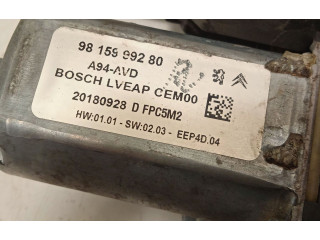 98 159 992 80
A94-AVD
BOSCH LVEAP CEM00
20180928 D FPC5M2
HW:01.01 - SW:02.03 - EEP4D.04